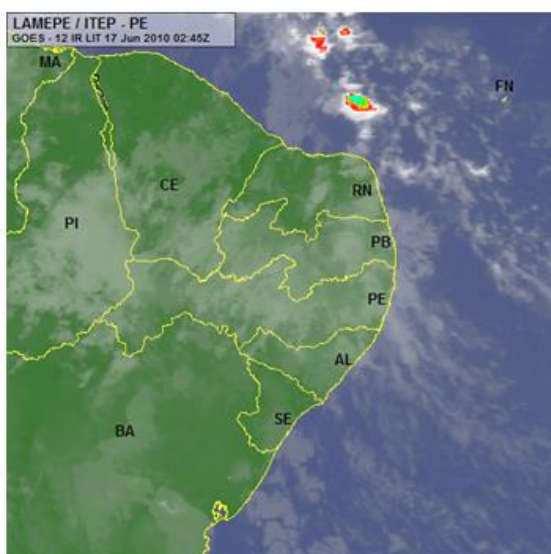 LAMEPE / ITEP - PE
GOES - 12 IR LIT 17 Jun 2010 02:45Z
MA
FN
CE
RN
PI
PB
PE
AL
SE
BA